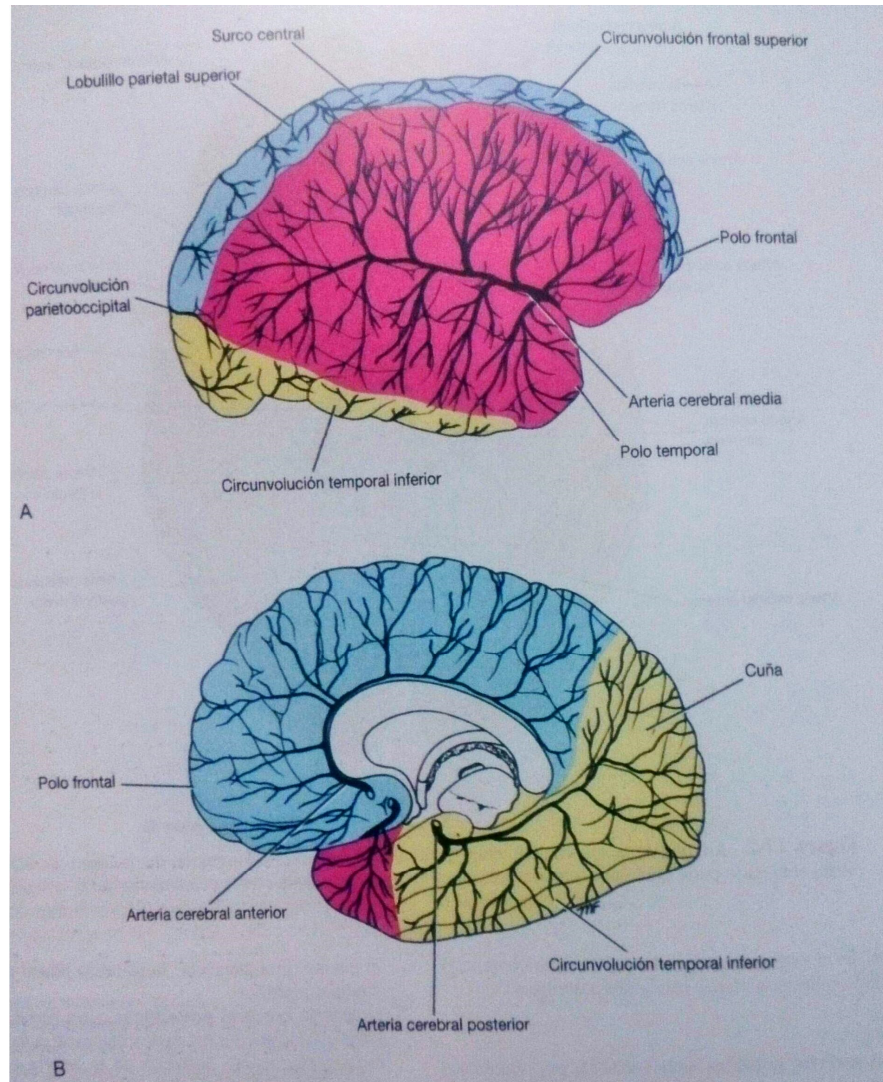 Surco central
Circunvolución frontal superior
Lobulillo parietal superior
Polo frontal
Circunvolución
parietooccipital
Arteria cerebral media
Polo temporal
Circunvolución temporal inferior
A
Cuña
Polo frontal
Arteria cerebral anterior
Circunvolución temporal inferior
Arteria cerebral posterior
B